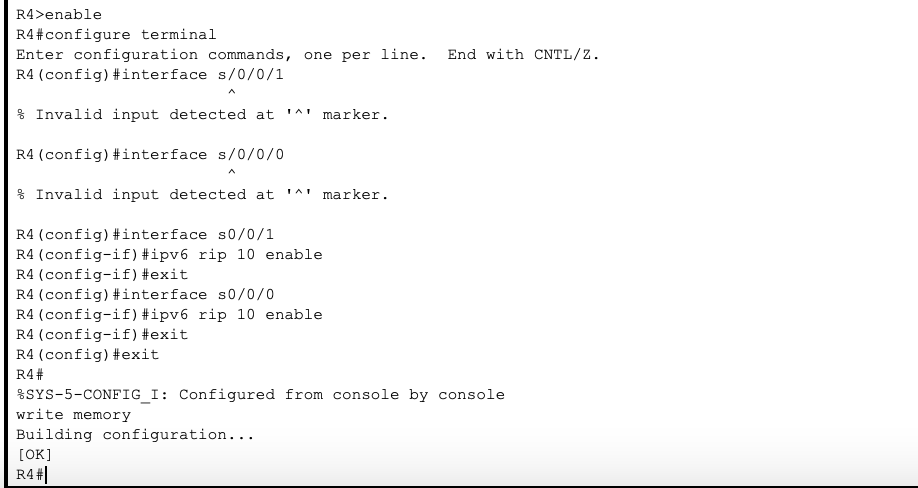 R4>enable
R4#configure terminal
Enter configuration commands, one per line.  End with CNTL/Z.
R4(config)#interface s/0/0/1
                      ^
% Invalid input detected at '^' marker.

R4(config)#interface s/0/0/0
                      ^
% Invalid input detected at '^' marker.

R4(config)#interface s0/0/1
R4(config-if)#ipv6 rip 10 enable
R4(config-if)#exit
R4(config)#interface s0/0/0
R4(config-if)#ipv6 rip 10 enable
R4(config-if)#exit
R4(config)#exit
R4#
%SYS-5-CONFIG_I: Configured from console by console
write memory
Building configuration...
[OK]
R4#